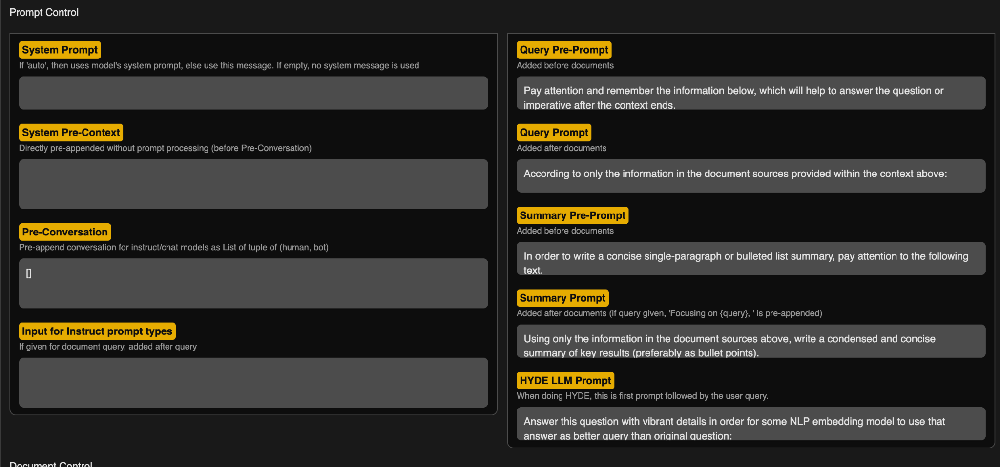 Prompt Control
System Prompt
If 'auto', then uses model's system prompt, else use this message. If empty, no system message is used
System Pre-Context
Directly pre-appended without prompt processing (before Pre-Conversation)
Pre-Conversation
Pre-append conversation for instruct/chat models as List of tuple of (human, bot)
[]
Input for Instruct prompt types
If given for document query, added after query
Query Pre-Prompt
Added before documents
Pay attention and remember the information below, which will help to answer the question or
imperative after the context ends.
Query Prompt
Added after documents
According to only the information in the document sources provided within the context above:
Summary Pre-Prompt
Added before documents
In order to write a concise single-paragraph or bulleted list summary, pay attention to the following
text.
Summary Prompt
Added after documents (if query given, 'Focusing on {query}, ' is pre-appended)
Using only the information in the document sources above, write a condensed and concise
summary of key results (preferably as bullet points).
HYDE LLM Prompt
When doing HYDE, this is first prompt followed by the user query.
Answer this question with vibrant details in order for some NLP embedding model to use that
answer as better query than original question:
Document Control